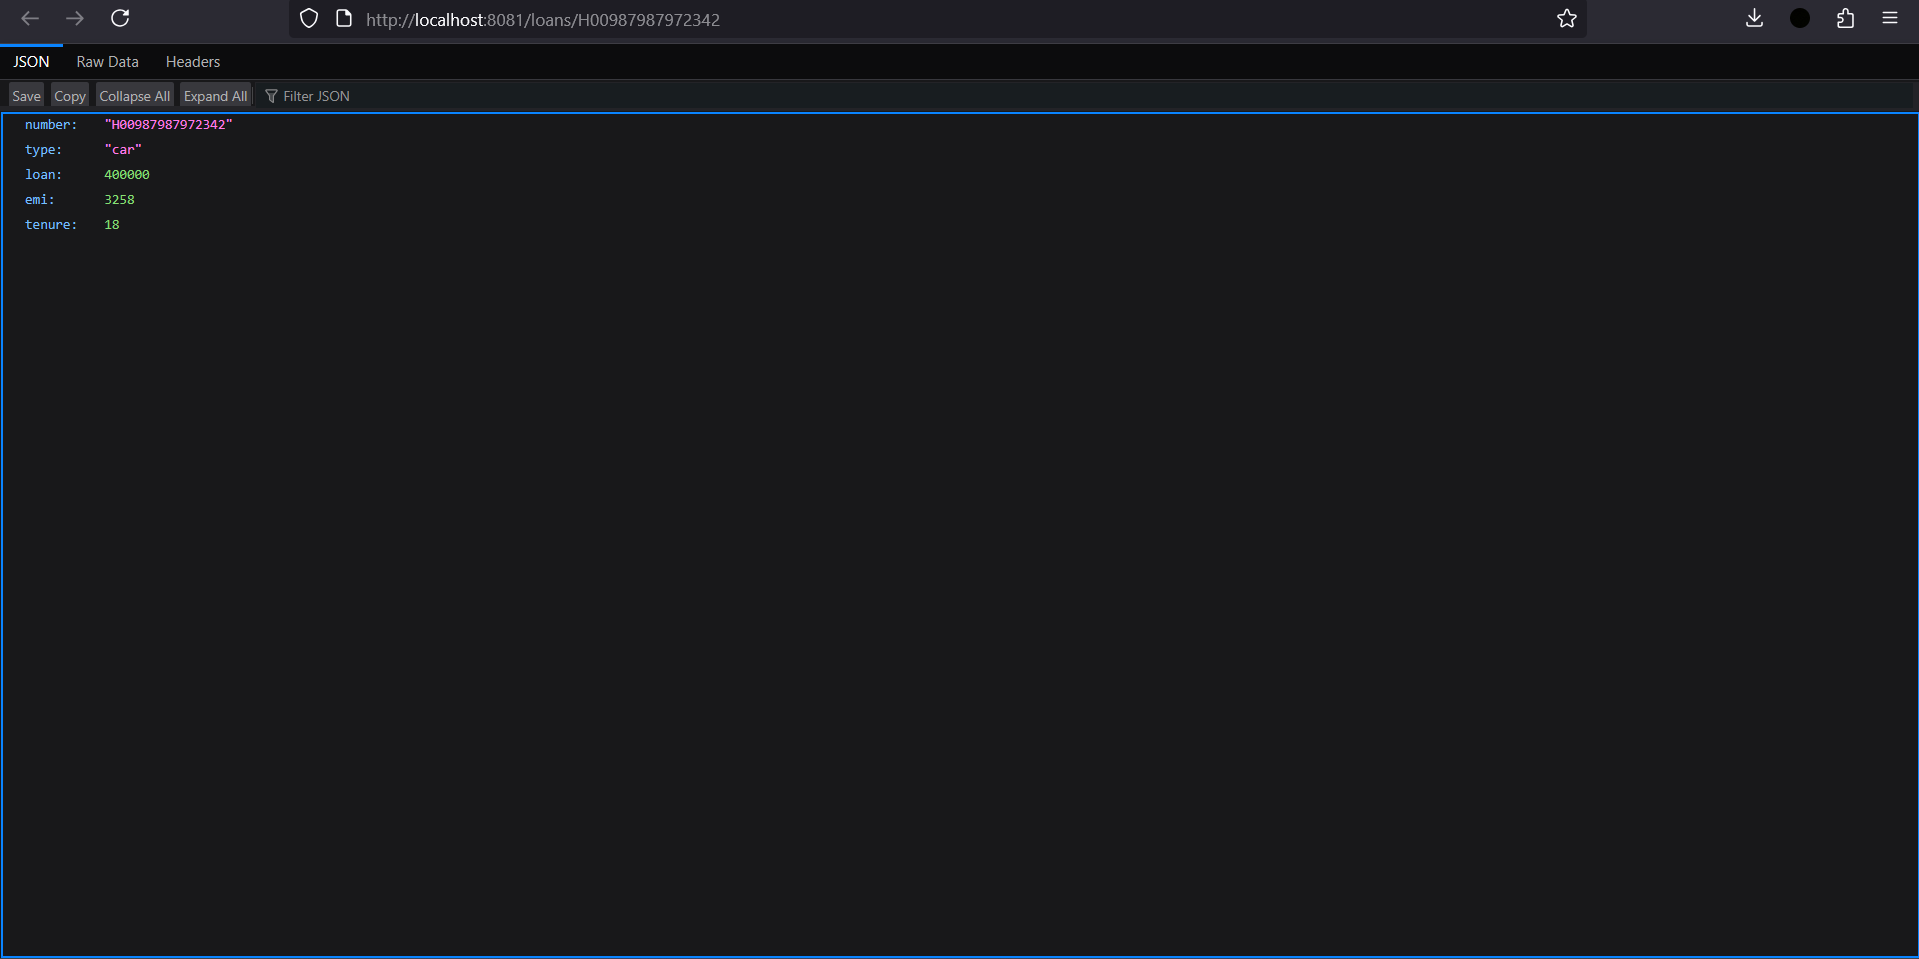 http://localhost:8081/loans/H00987987972342
JSON Raw Data Headers
Save Copy Collapse All Expand All Filter JSON
number: "H00987987972342"
type: "car"
loan: 400000
emi: 3258
tenure: 18